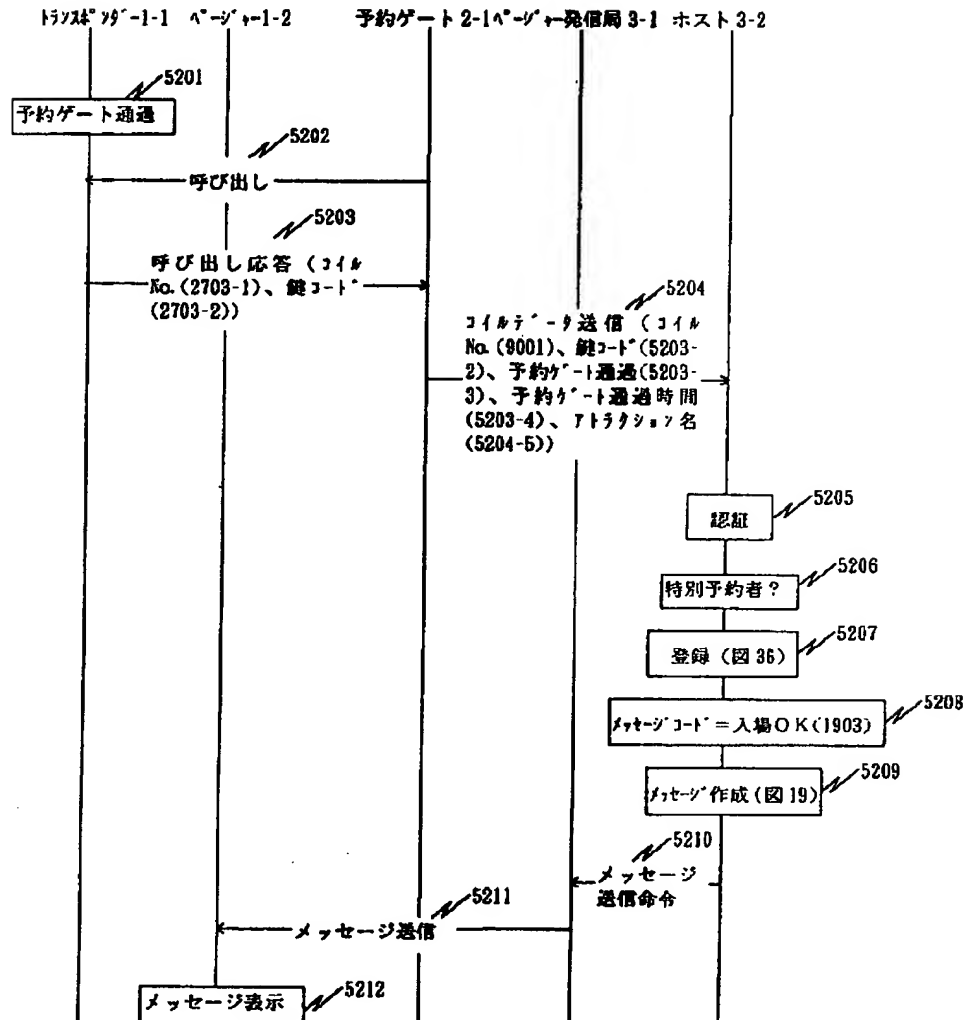 トランスポンダｰ1-1 ペｰジャｰ1-2 予約ゲート2-1 ペｰジャｰ発信局3-1 ホスト3-2
5201
予約ゲート通過
5202
呼び出し
5203
呼び出し応答（コイル
No.(2703-1)、鍵コード
(2703-2))
5204
コイルデータ送信（コイル
No.(9001)、鍵コード(5203-
2)、予約ゲート通過(5203-
3)、予約ゲート通過時間
(5203-4)、アトラクション名
(5204-5))
5205
認証
5206
特別予約者？
5207
登録（図36）
5208
メッセージコード＝入場OK(1903)
5209
メッセージ作成(図19)
5210
メッセージ
送信命令
5211
メッセージ送信
5212
メッセージ表示